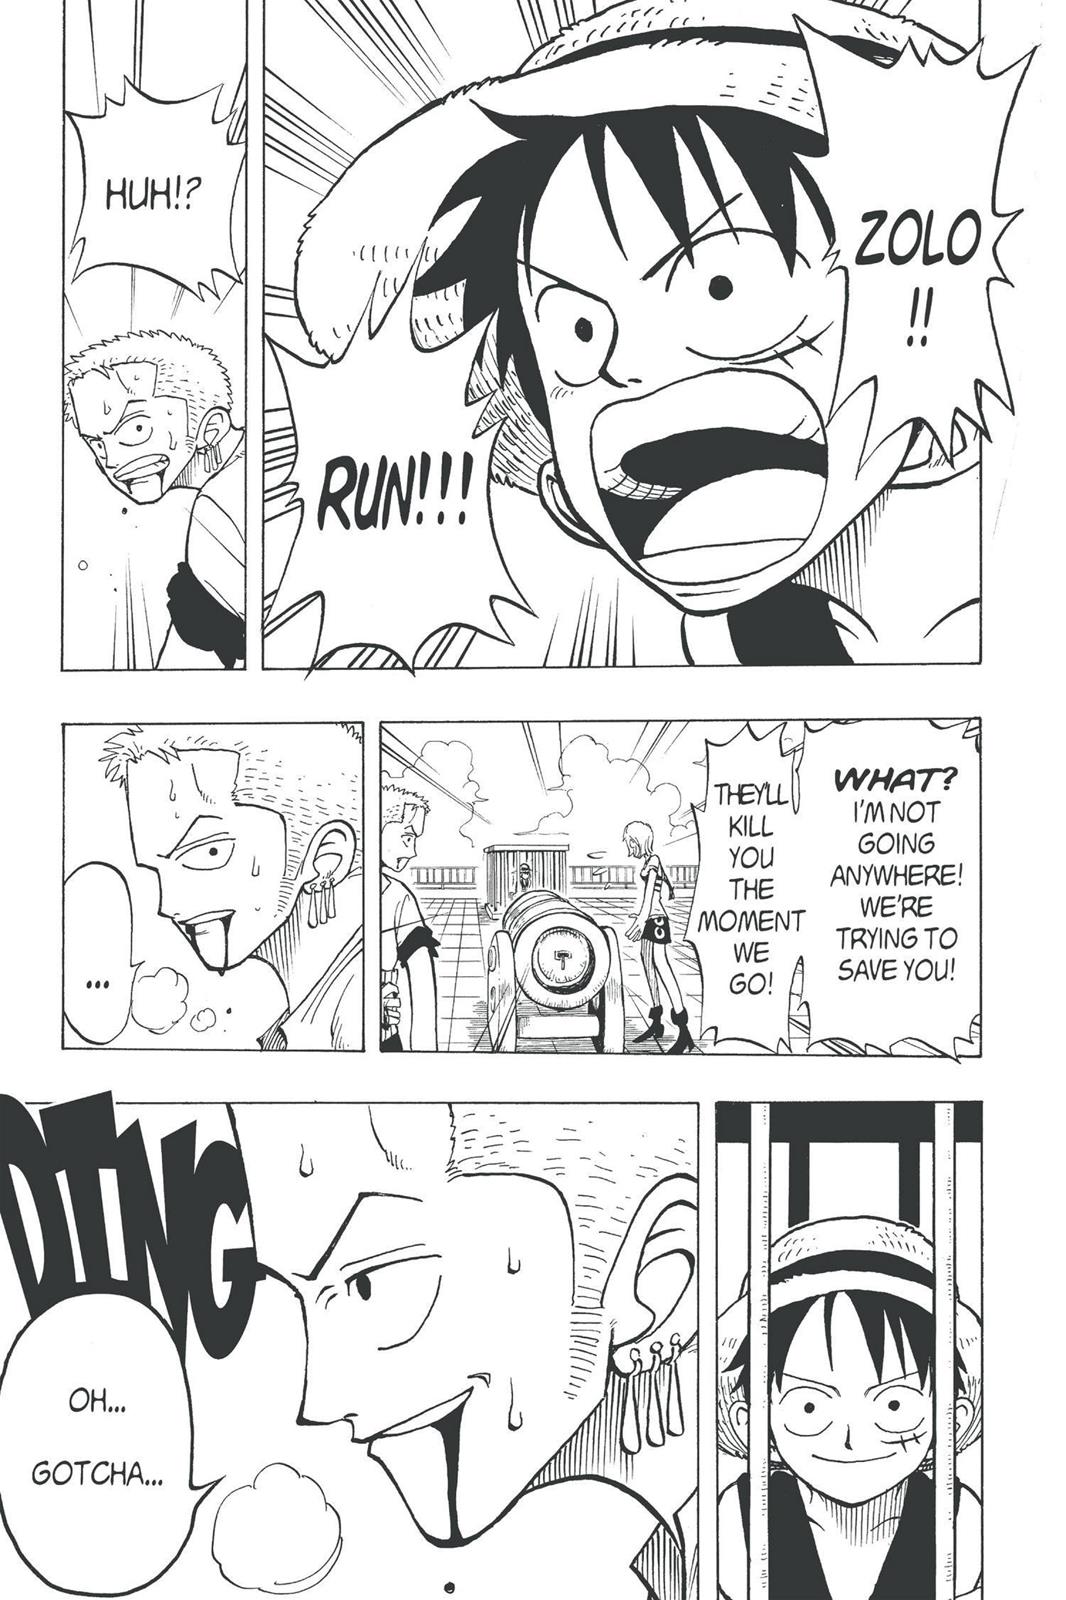 ZOLO
!!
RUN!!!
HUH!?
WHAT?
I'M NOT
GOING
ANYWHERE!
WE'RE
TRYING TO
SAVE YOU!
THEY'LL
KILL
YOU
THE
MOMENT
WE
GO!
...
DING
OH...
GOTCHA...